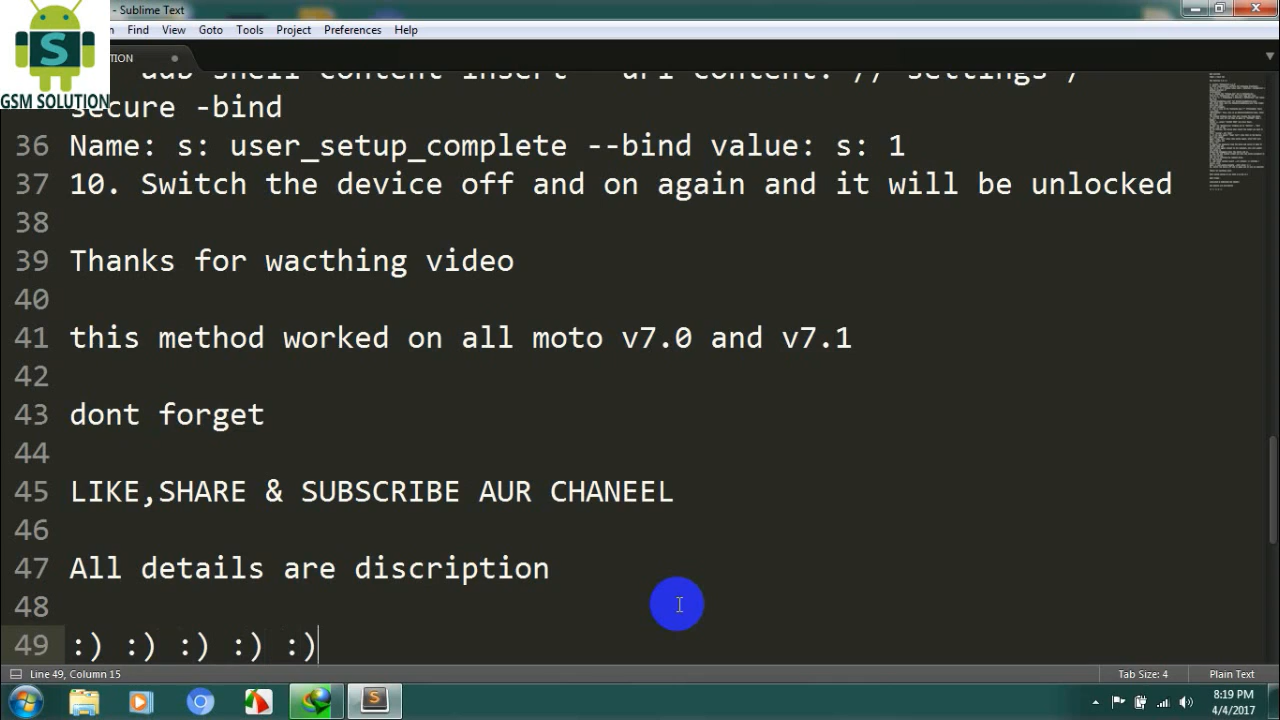 - Sublime Text
Find View Goto Tools Project Preferences Help
GSM SOLUTION
secure -bind
36 Name: s: user_setup_complete --bind value: s: 1
37 10. Switch the device off and on again and it will be unlocked
38
39 Thanks for wacthing video
40
41 this method worked on all moto v7.0 and v7.1
42
43 dont forget
44
45 LIKE,SHARE & SUBSCRIBE AUR CHANEEL
46
47 All details are discription
48
49 :) :) :) :) :)
Line 49, Column 15 Tab Size: 4 Plain Text
8:19 PM
4/4/2017